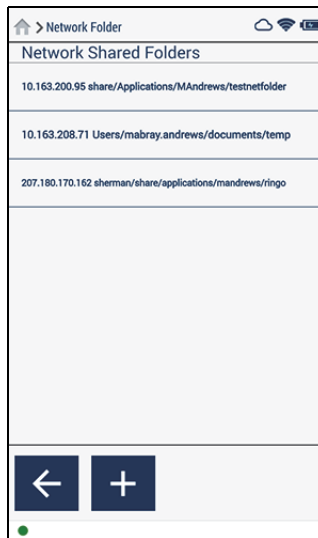 > Network Folder
Network Shared Folders
10.163.200.95 share/Applications/MAndrews/testnetfolder
10.163.208.71 Users/mabray.andrews/documents/temp
207.180.170.162 sherman/share/applications/mandrews/ringo